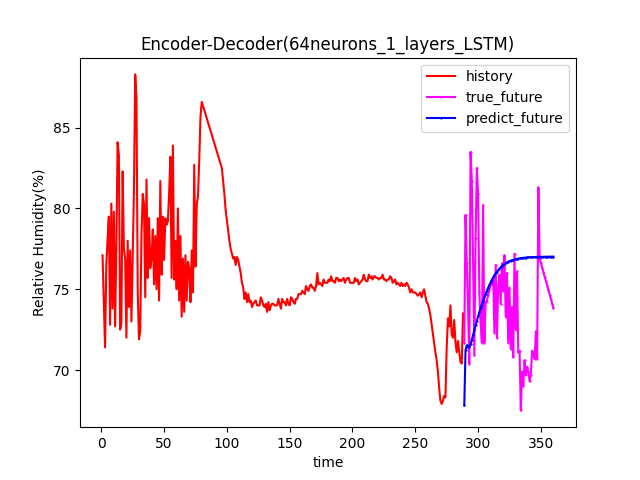 Encoder-Decoder(64neurons_1_layers_LSTM)
history
true_future
predict_future
Relative Humidity(%)
85
80
75
70
0 50 100 150 200 250 300 350
time